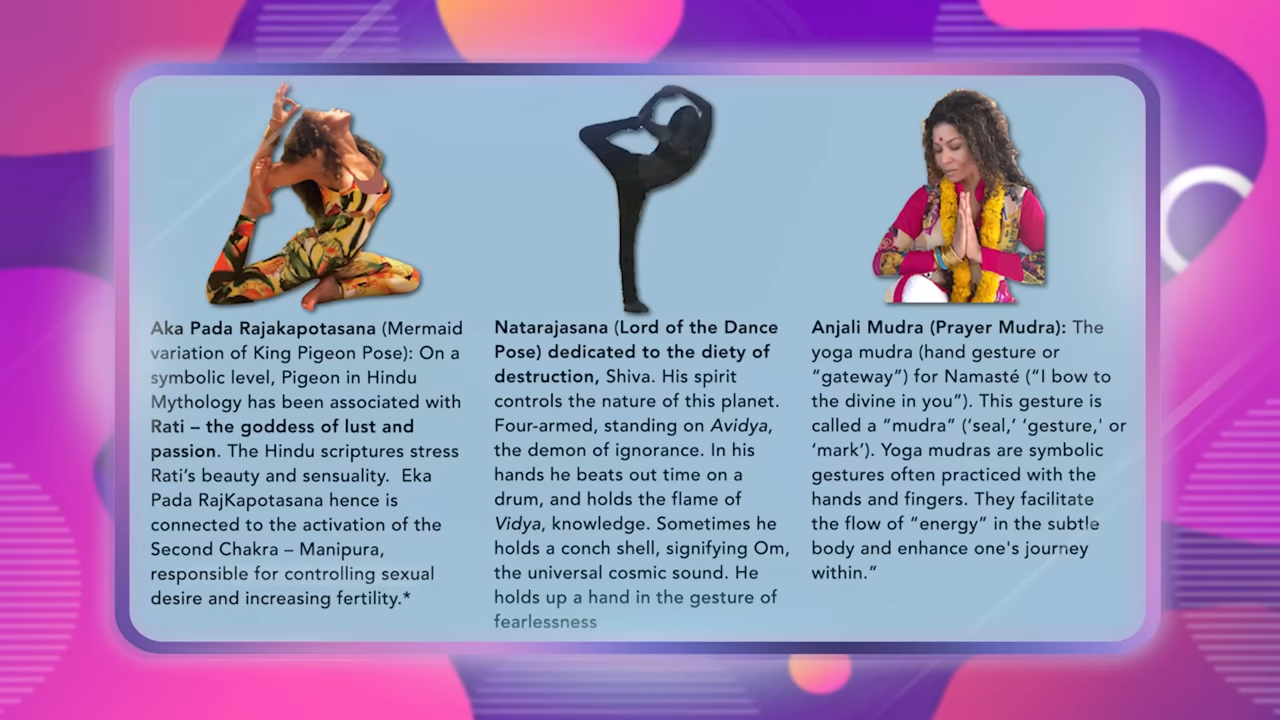 Aka Pada Rajakapotasana (Mermaid
variation of King Pigeon Pose): On a
symbolic level, Pigeon in Hindu
Mythology has been associated with
Rati – the goddess of lust and
passion. The Hindu scriptures stress
Rati’s beauty and sensuality. Eka
Pada RajKapotasana hence is
connected to the activation of the
Second Chakra – Manipura,
responsible for controlling sexual
desire and increasing fertility.*
Natarajasana (Lord of the Dance
Pose) dedicated to the diety of
destruction, Shiva. His spirit
controls the nature of this planet.
Four-armed, standing on Avidya,
the demon of ignorance. In his
hands he beats out time on a
drum, and holds the flame of
Vidya, knowledge. Sometimes he
holds a conch shell, signifying Om,
the universal cosmic sound. He
holds up a hand in the gesture of
fearlessness
Anjali Mudra (Prayer Mudra): The
yoga mudra (hand gesture or
“gateway”) for Namasté (“I bow to
the divine in you”). This gesture is
called a “mudra” (‘seal,’ ‘gesture,' or
‘mark’). Yoga mudras are symbolic
gestures often practiced with the
hands and fingers. They facilitate
the flow of “energy” in the subtle
body and enhance one's journey
within.”